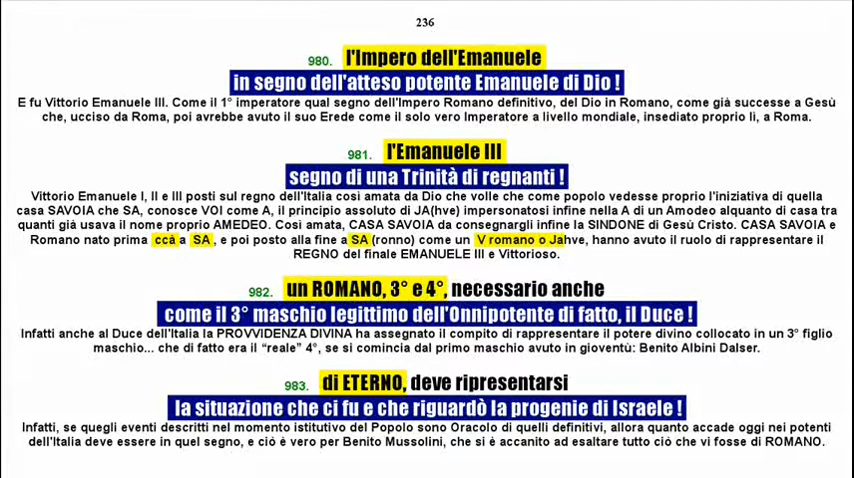 236
980. l'Impero dell'Emanuele
in segno dell'atteso potente Emanuele di Dio !
E fu Vittorio Emanuele III. Come il 1° imperatore qual segno dell'Impero Romano definitivo, del Dio in Romano, come già successe a Gesù
che, ucciso da Roma, poi avrebbe avuto il suo Erede come il solo vero Imperatore a livello mondiale, insediato proprio lì, a Roma.
981. l'Emanuele III
segno di una Trinità di regnanti !
Vittorio Emanuele I, II e III posti sul regno dell'Italia così amata da Dio che volle che come popolo vedesse proprio l'iniziativa di quella
casa SAVOIA che SA, conosce VOI come A, il principio assoluto di JA(hve) impersonatosi infine nella A di un Amodeo alquanto di casa tra
quanti già usava il nome proprio AMEDEO. Così amata, CASA SAVOIA da consegnargli infine la SINDONE di Gesù Cristo. CASA SAVOIA e
Romano nato prima ccà a SA, e poi posto alla fine a SA (ronno) come un V romano o Jahve, hanno avuto il ruolo di rappresentare il
REGNO del finale EMANUELE III e Vittorioso.
982. un ROMANO, 3° e 4°, necessario anche
come il 3° maschio legittimo dell'Onnipotente di fatto, il Duce !
Infatti anche al Duce dell'Italia la PROVVIDENZA DIVINA ha assegnato il compito di rappresentare il potere divino collocato in un 3° figlio
maschio... che di fatto era il "reale" 4°, se si comincia dal primo maschio avuto in gioventù: Benito Albini Dalser.
983. di ETERNO, deve ripresentarsi
la situazione che ci fu e che riguardò la progenie di Israele !
Infatti, se quegli eventi descritti nel momento istitutivo del Popolo sono Oracolo di quelli definitivi, allora quanto accade oggi nei potenti
dell'Italia deve essere in quel segno, e ciò è vero per Benito Mussolini, che si è accanito ad esaltare tutto ciò che vi fosse di ROMANO.